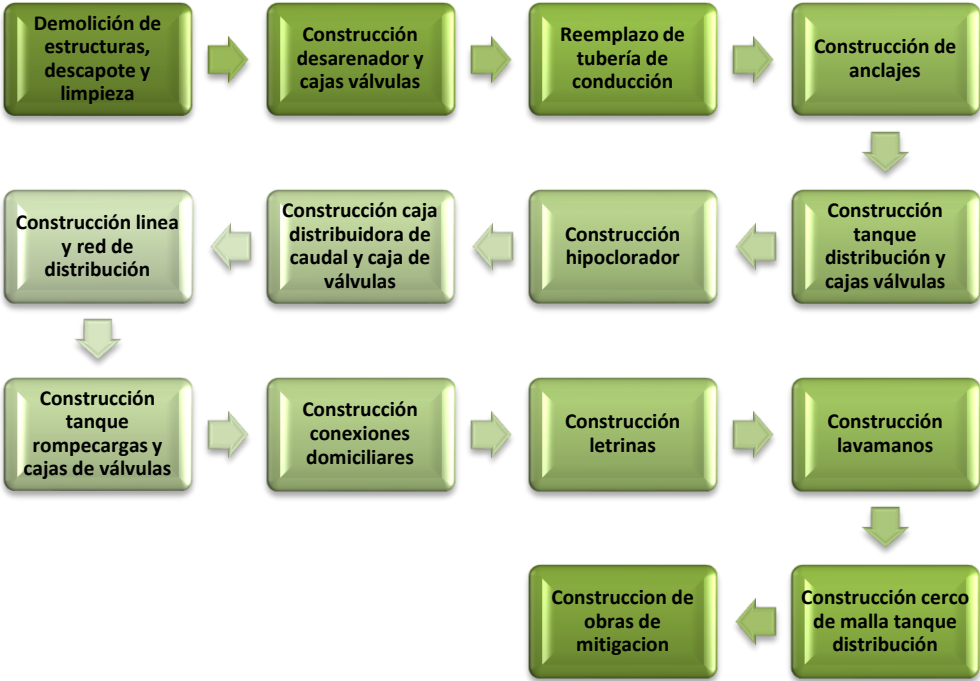 Demolición de
estructuras,
descapote y
limpieza
Construcción
desarenador y
cajas válvulas
Reemplazo de
tubería de
conducción
Construcción de
anclajes
Construcción
tanque
distribución y
cajas válvulas
Construcción
hipoclorador
Construcción caja
distribuidora de
caudal y caja de
válvulas
Construcción linea
y red de
distribución
Construcción
tanque
rompecargas y
cajas de válvulas
Construcción
conexiones
domiciliares
Construcción
letrinas
Construcción
lavamanos
Construcción cerco
de malla tanque
distribución
Construccion de
obras de
mitigacion